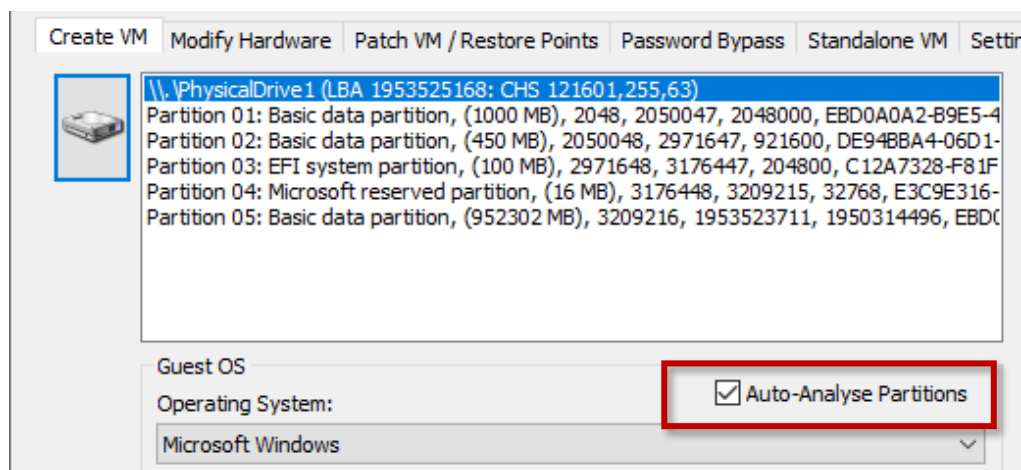 Create VM Modify Hardware Patch VM / Restore Points Password Bypass Standalone VM Settin
\\.\PhysicalDrive1 (LBA 1953525168: CHS 121601,255,63)
Partition 01: Basic data partition, (1000 MB), 2048, 2050047, 2048000, EBD0A0A2-B9E5-4
Partition 02: Basic data partition, (450 MB), 2050048, 2971647, 921600, DE94BBA4-06D1-
Partition 03: EFI system partition, (100 MB), 2971648, 3176447, 204800, C12A7328-F81F
Partition 04: Microsoft reserved partition, (16 MB), 3176448, 3209215, 32768, E3C9E316-
Partition 05: Basic data partition, (952302 MB), 3209216, 1953523711, 1950314496, EBD0
Guest OS
Auto-Analyse Partitions
Operating System:
Microsoft Windows